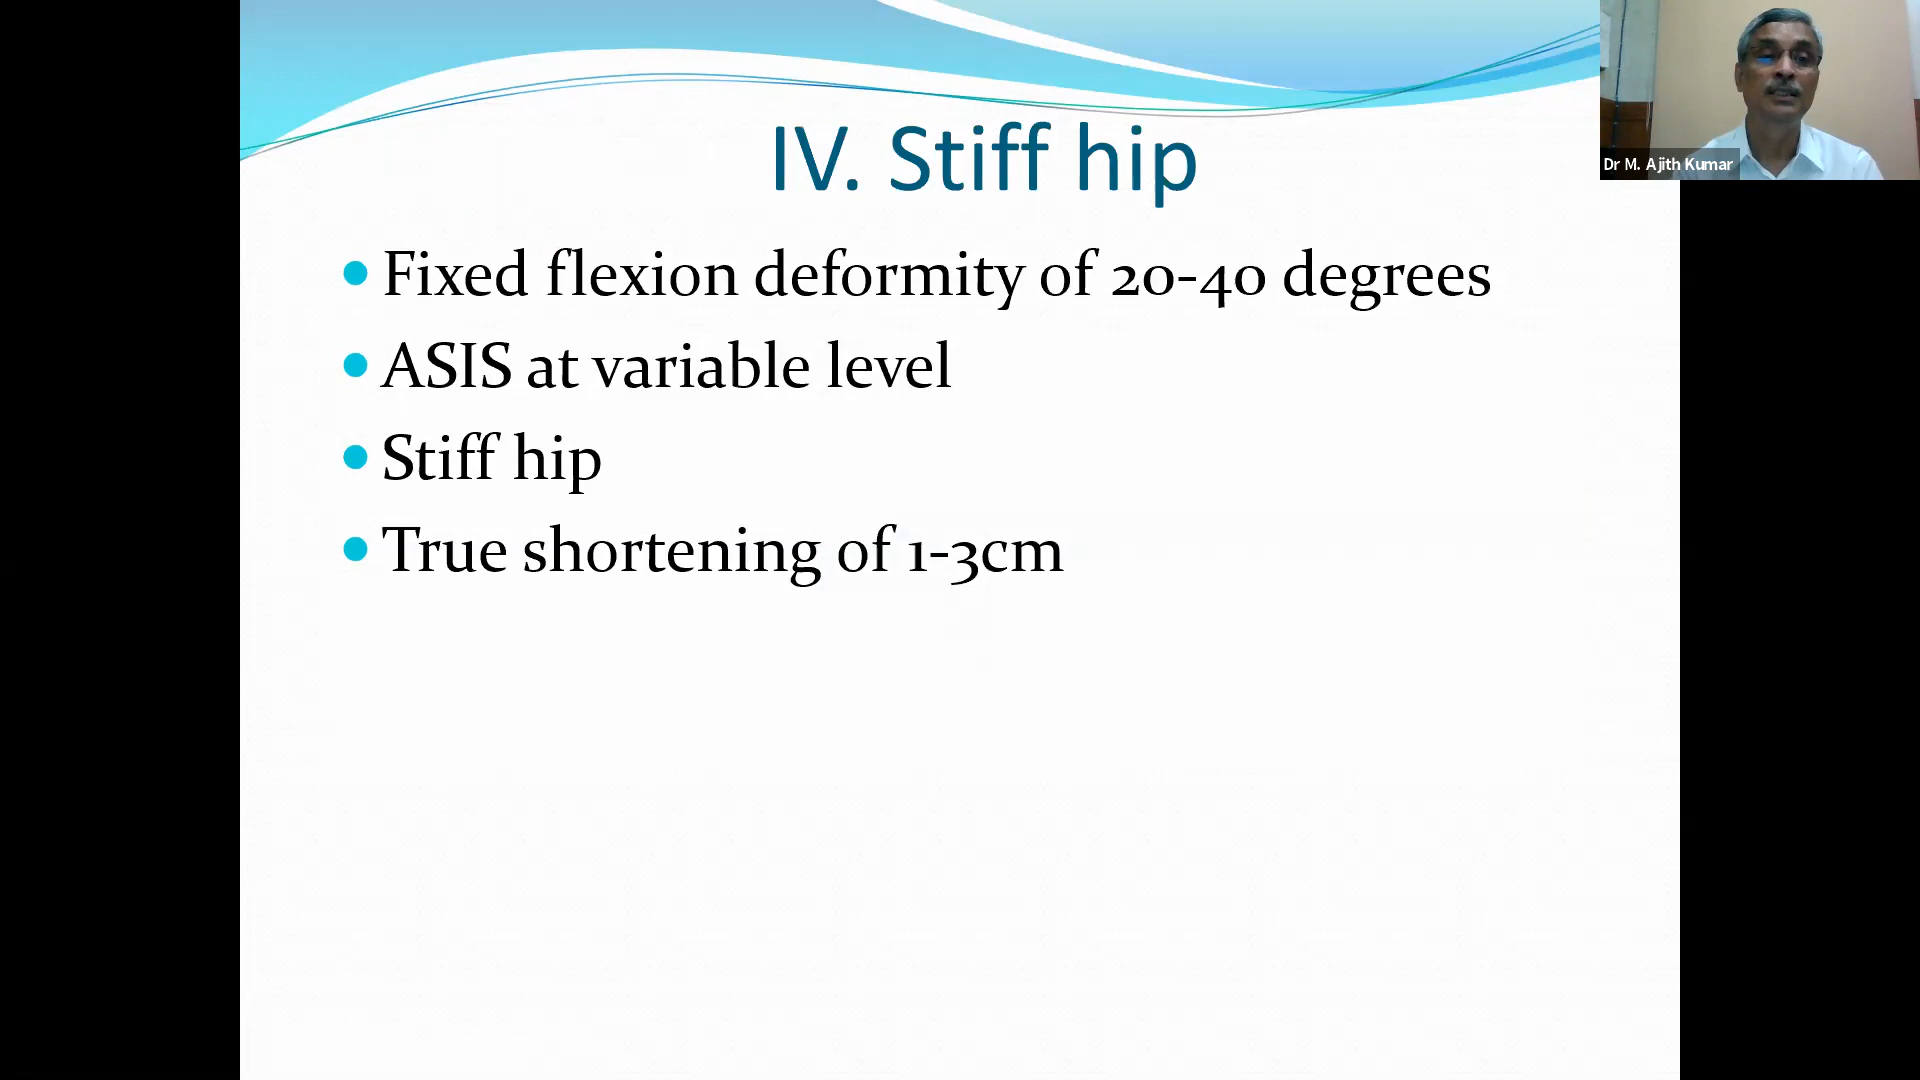 IV. Stiff hip
Dr M. Ajith Kumar
Fixed flexion deformity of 20-40 degrees
ASIS at variable level
Stiff hip
True shortening of 1-3cm